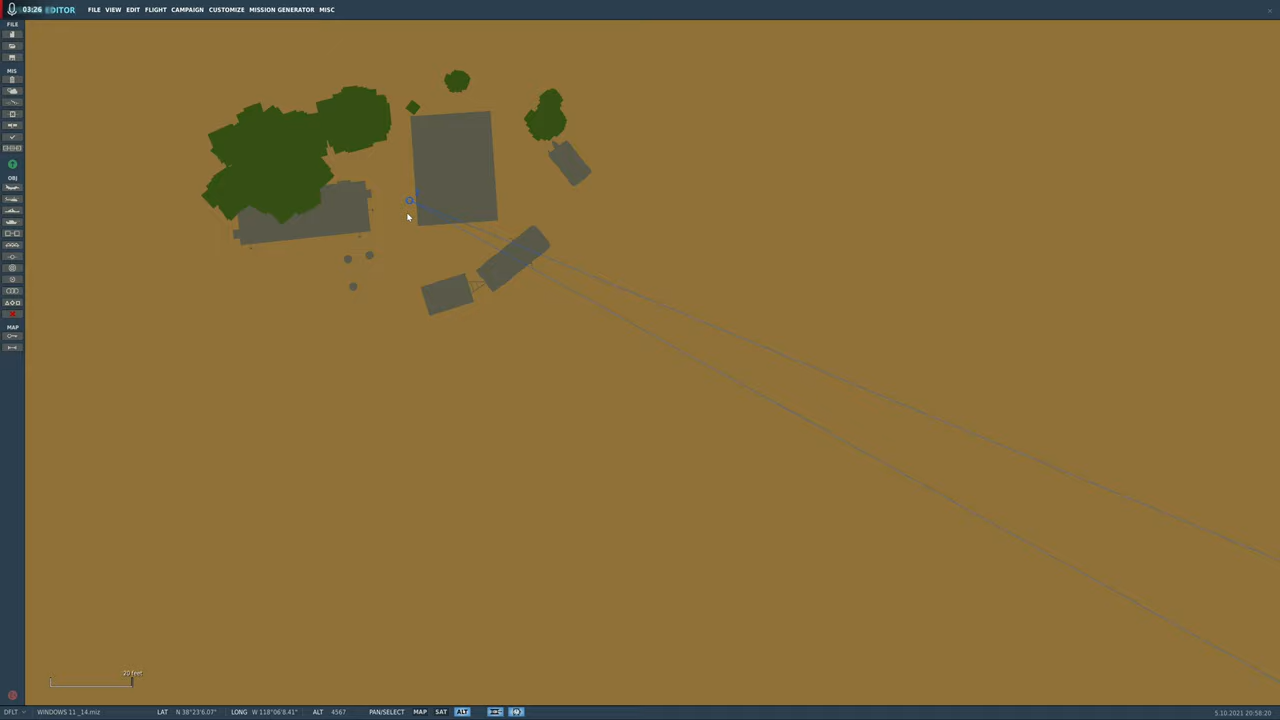 03:26 EDITOR FILE VIEW EDIT FLIGHT CAMPAIGN CUSTOMIZE MISSION GENERATOR MISC
FILE
MIS
OBJ
MAP
20 feet
DFLT WINDOWS 11 _14.miz LAT N 38°23'6.07" LONG W 118°06'8.41" ALT 4567 PAN/SELECT MAP SAT ALT 5.10.2021 20:58:20